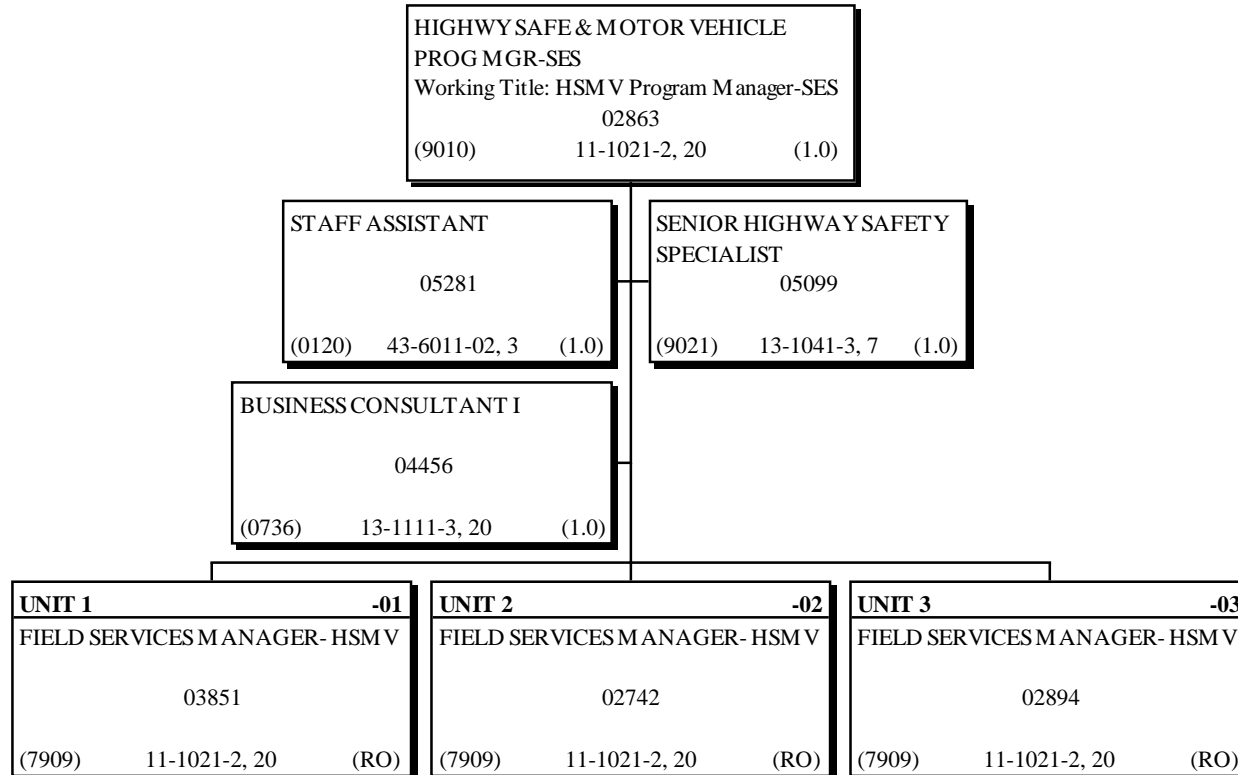 HIGHWY SAFE & MOTOR VEHICLE
PROG MGR-SES
Working Title: HSMV Program Manager-SES
02863
(9010) 11-1021-2, 20 (1.0)
STAFF ASSISTANT
05281
(0120) 43-6011-02, 3 (1.0)
SENIOR HIGHWAY SAFETY
SPECIALIST
05099
(9021) 13-1041-3, 7 (1.0)
BUSINESS CONSULTANT I
04456
(0736) 13-1111-3, 20 (1.0)
UNIT 1 -01
FIELD SERVICES MANAGER- HSMV
03851
(7909) 11-1021-2, 20 (RO)
UNIT 2 -02
FIELD SERVICES MANAGER- HSMV
02742
(7909) 11-1021-2, 20 (RO)
UNIT 3 -03
FIELD SERVICES MANAGER- HSMV
02894
(7909) 11-1021-2, 20 (RO)